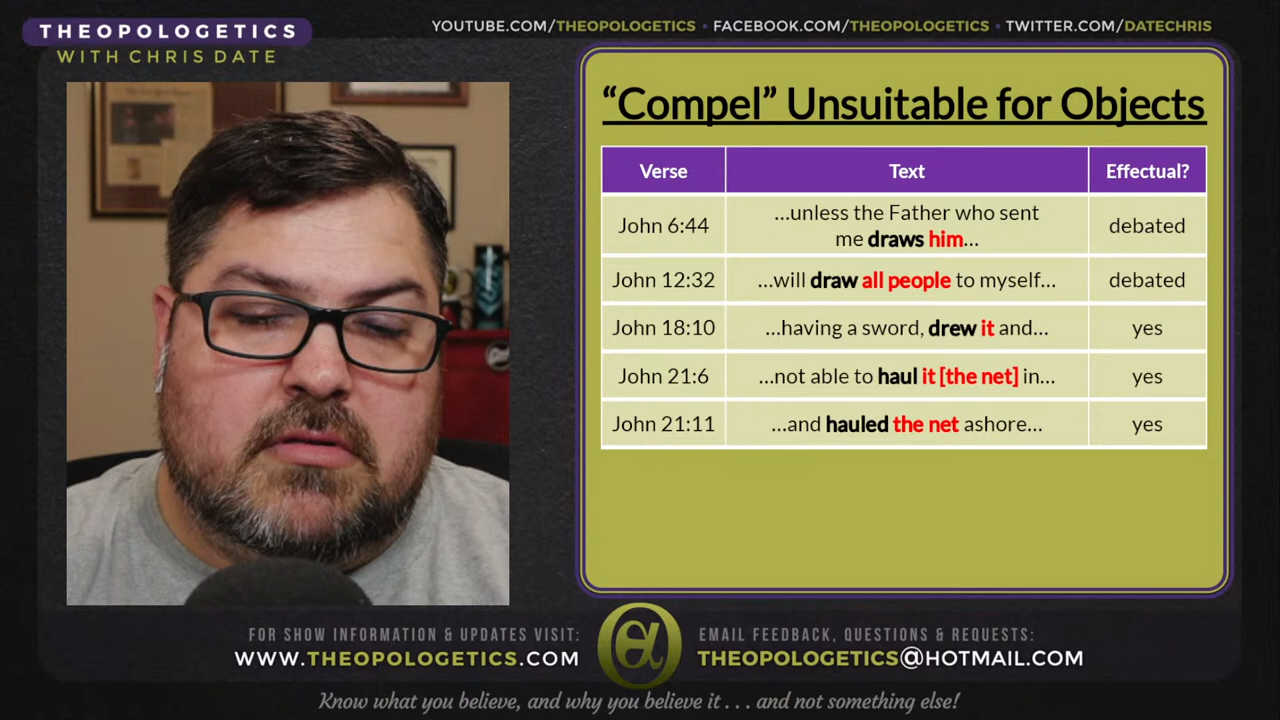 THEOPOLOGETICS
WITH CHRIS DATE
YOUTUBE.COM/THEOPOLOGETICS • FACEBOOK.COM/THEOPOLOGETICS • TWITTER.COM/DATECHRIS
“Compel” Unsuitable for Objects
Verse Text Effectual?
John 6:44 …unless the Father who sent me draws him… debated
John 12:32 …will draw all people to myself… debated
John 18:10 …having a sword, drew it and… yes
John 21:6 …not able to haul it [the net] in… yes
John 21:11 …and hauled the net ashore… yes
FOR SHOW INFORMATION & UPDATES VISIT:
WWW.THEOPOLOGETICS.COM
EMAIL FEEDBACK, QUESTIONS & REQUESTS:
THEOPOLOGETICS@HOTMAIL.COM
Know what you believe, and why you believe it . . . and not something else!